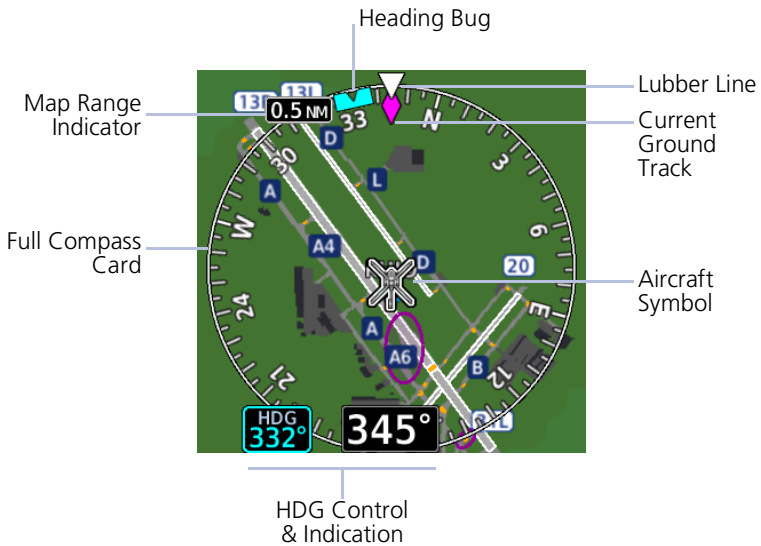 Heading Bug
Lubber Line
Map Range
Indicator
Current
Ground
Track
Full Compass
Card
Aircraft
Symbol
HDG Control
& Indication
13L
0.5 NM
33
N
3
6
E
12
21
24
W
30
D
L
A
A4
D
20
A
A6
B
HDG
332°
345°